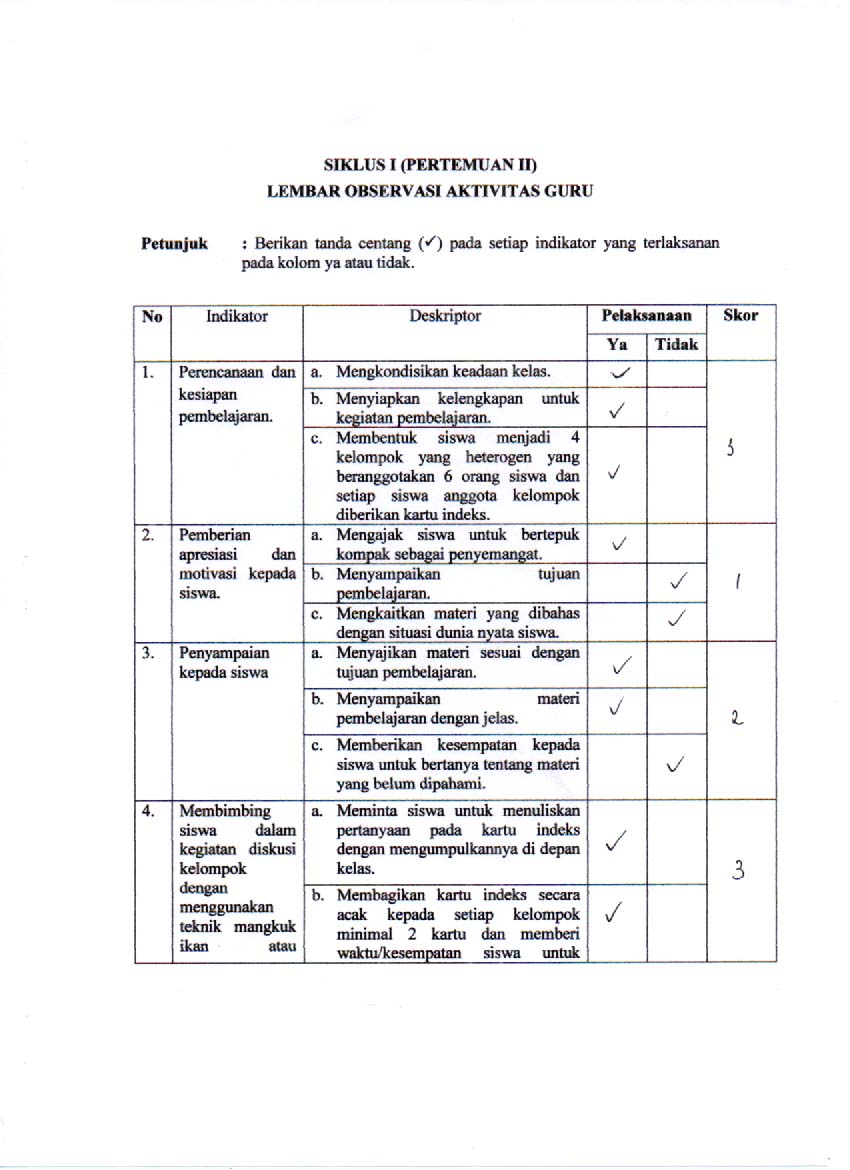 SIKLUS I (PERTEMUAN II)
LEMBAR OBSERVASI AKTIVITAS GURU
Petunjuk : Berikan tanda centang (✓) pada setiap indikator yang terlaksanan
pada kolom ya atau tidak.
No Indikator Deskriptor Pelaksanaan Skor
Ya Tidak
1. Perencanaan dan
kesiapan
pembelajaran.
a. Mengkondisikan keadaan kelas. ✓
b. Menyiapkan kelengkapan untuk
kegiatan pembelajaran. ✓
c. Membentuk siswa menjadi 4
kelompok yang heterogen yang
beranggotakan 6 orang siswa dan
setiap siswa anggota kelompok
diberikan kartu indeks. ✓
3
2. Pemberian
apresiasi dan
motivasi kepada
siswa.
a. Mengajak siswa untuk bertepuk
kompak sebagai penyemangat. ✓
b. Menyampaikan tujuan
pembelajaran. ✓
c. Mengkaitkan materi yang dibahas
dengan situasi dunia nyata siswa. ✓
1
3. Penyampaian
kepada siswa
a. Menyajikan materi sesuai dengan
tujuan pembelajaran. ✓
b. Menyampaikan materi
pembelajaran dengan jelas. ✓
c. Memberikan kesempatan kepada
siswa untuk bertanya tentang materi
yang belum dipahami. ✓
2
4. Membimbing
siswa dalam
kegiatan diskusi
kelompok
dengan
menggunakan
teknik mangkuk
ikan atau
a. Meminta siswa untuk menuliskan
pertanyaan pada kartu indeks
dengan mengumpulkannya di depan
kelas. ✓
b. Membagikan kartu indeks secara
acak kepada setiap kelompok
minimal 2 kartu dan memberi
waktu/kesempatan siswa untuk ✓
3